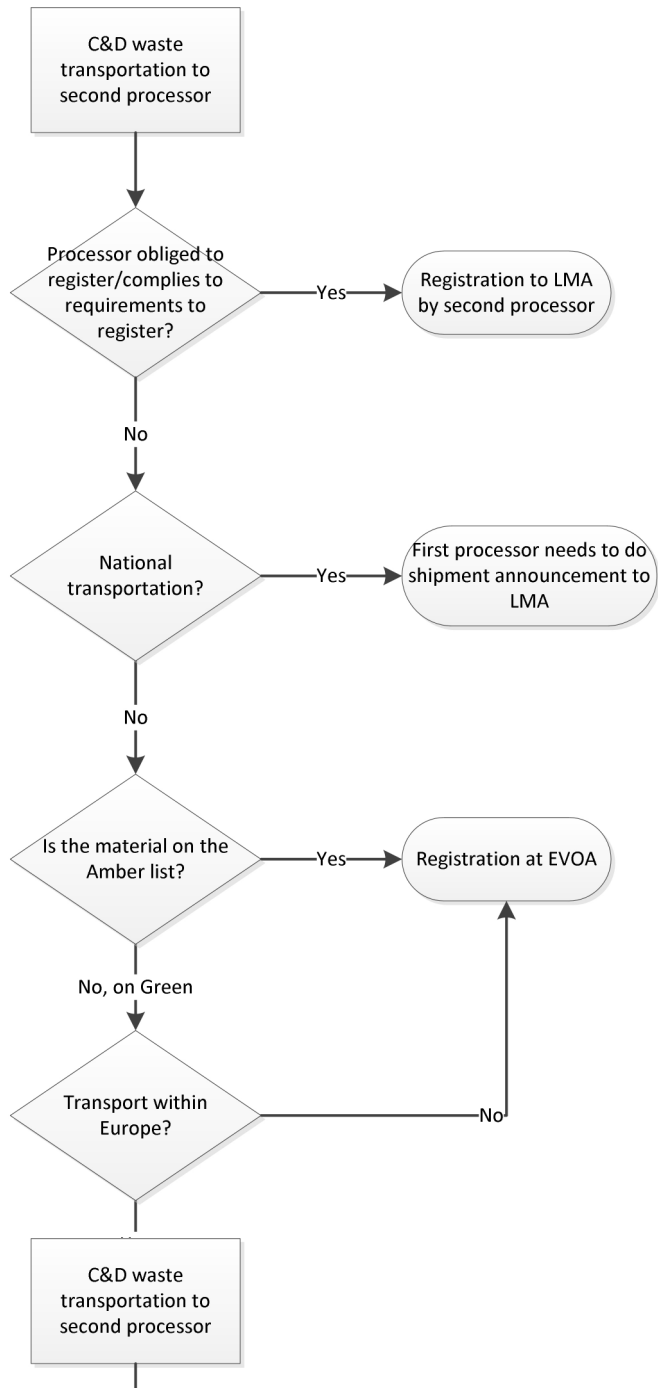 C&D waste
transportation to
second processor
Processor obliged to
register/complies to
requirements to
register?
Yes
Registration to LMA
by second processor
No
National
transportation?
Yes
First processor needs to do
shipment announcement to
LMA
No
Is the material on the
Amber list?
Yes
Registration at EVOA
No, on Green
Transport within
Europe?
No
C&D waste
transportation to
second processor